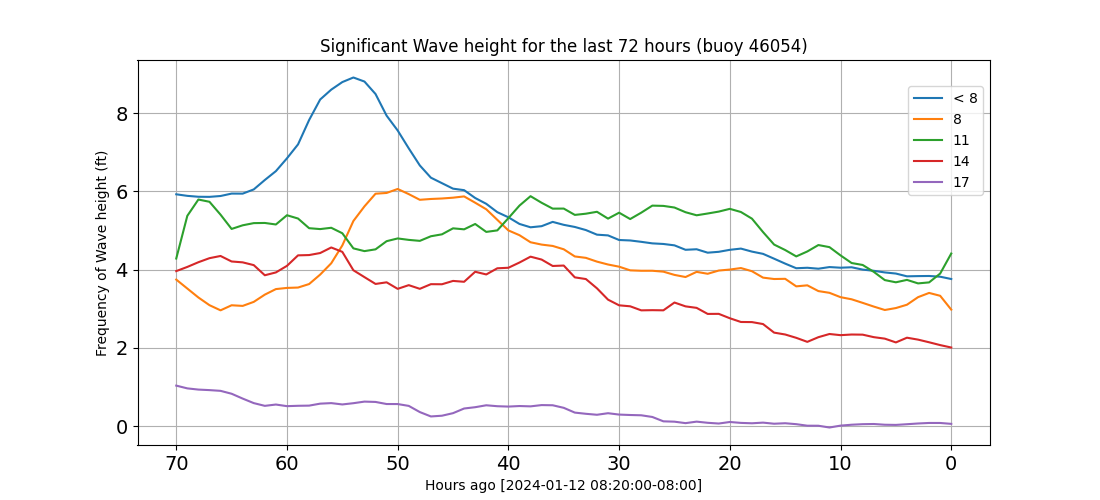 Significant Wave height for the last 72 hours (buoy 46054)
Frequency of Wave height (ft)
8
6
4
2
0
< 8
8
11
14
17
70 60 50 40 30 20 10 0
Hours ago [2024-01-12 08:20:00-08:00]